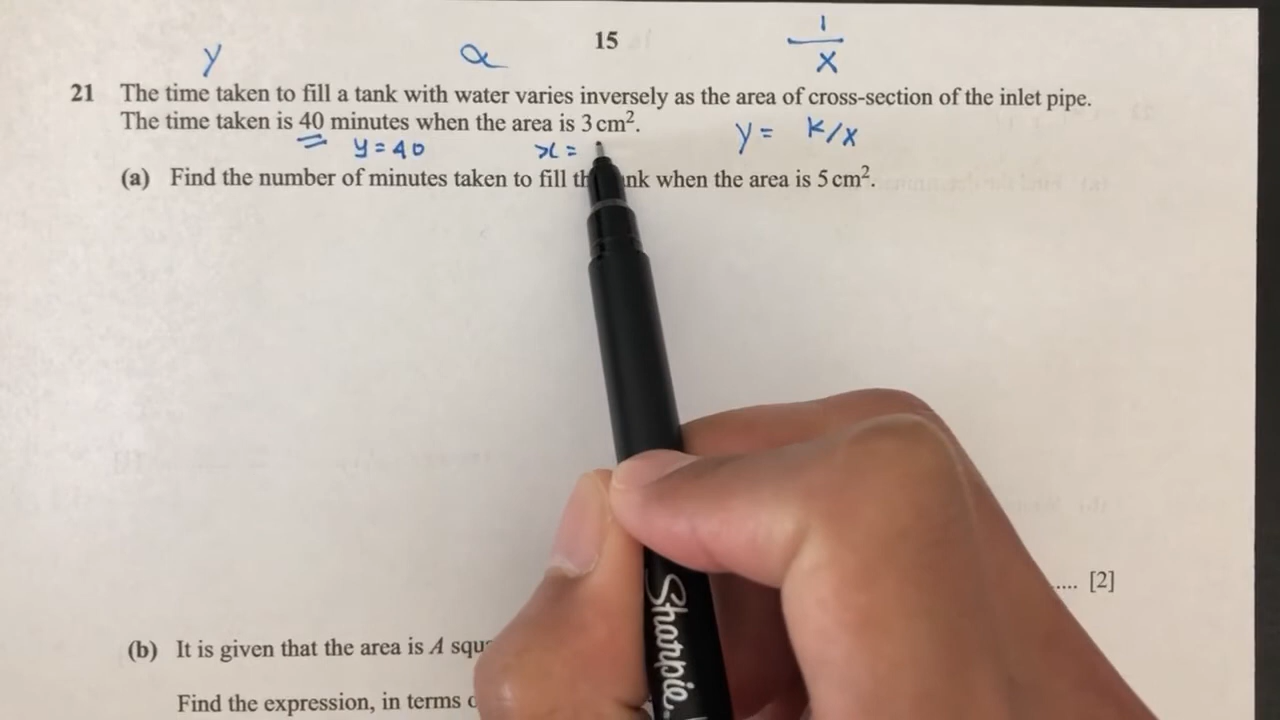 15
y α 1/x
21 The time taken to fill a tank with water varies inversely as the area of cross-section of the inlet pipe.
The time taken is 40 minutes when the area is 3 cm².
y = 40 x = y = k/x
(a) Find the number of minutes taken to fill when the area is 5 cm².
..... [2]
(b) It is given that the area is A
Find the expression, in terms
Sharpie.